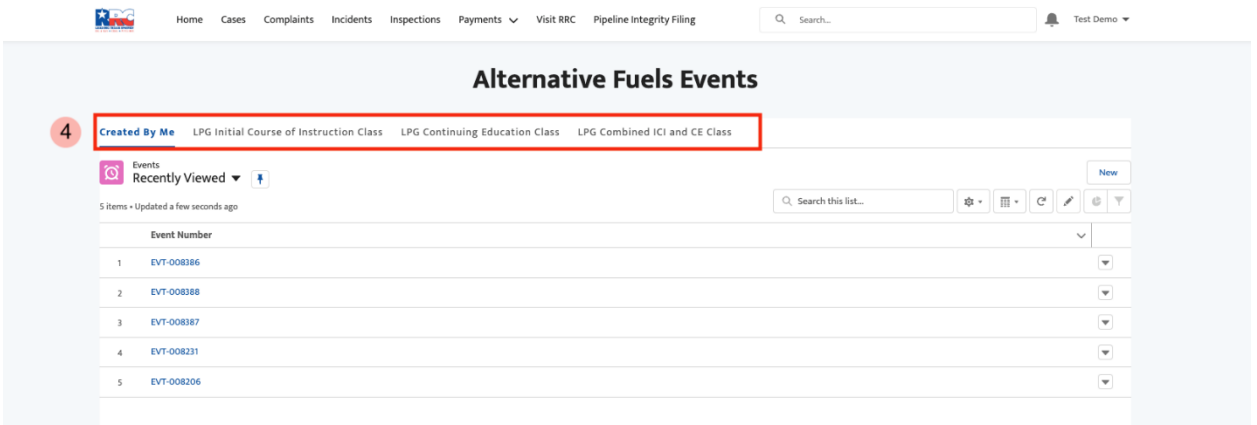 RRC Home Cases Complaints Incidents Inspections Payments Visit RRC Pipeline Integrity Filing Search... Test Demo
Alternative Fuels Events
4 Created By Me LPG Initial Course of Instruction Class LPG Continuing Education Class LPG Combined ICI and CE Class
Events
Recently Viewed
New
5 items • Updated a few seconds ago
Search this list...
Event Number
1 EVT-008386
2 EVT-008388
3 EVT-008387
4 EVT-008231
5 EVT-008206